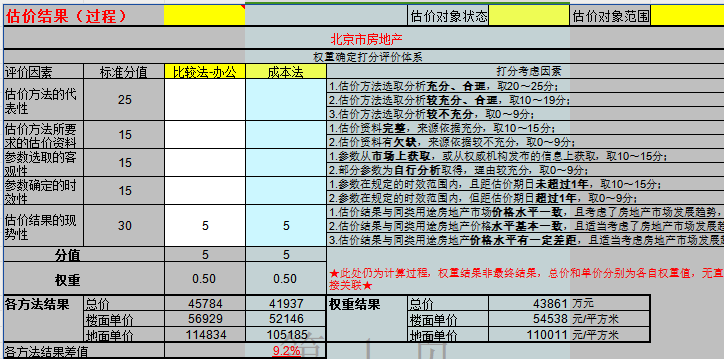 估价结果（过程） 估价对象状态 估价对象范围
北京市房地产
权重确定打分评价体系
评价因素 标准分值 比较法-办公 成本法 打分考虑因素
估价方法的代表性 25
1.估价方法选取分析充分、合理，取20～25分；
2.估价方法选取分析较充分、合理，取10～19分；
3.估价方法选取分析较不充分，取0～9分；
估价方法所要求的估价资料 15
1.估价资料完整，来源依据充分，取10～15分；
2.估价资料有欠缺，来源依据较不充分，取0～9分；
参数选取的客观性 15
1.参数从市场上获取，或从权威机构发布的信息上获取，取10～15分；
2.部分参数为自行分析取得，理由较充分，取0～9分；
参数确定的时效性 15
1.参数在规定的时效范围内，且距估价期日未超过1年，取10～15分；
2.参数在规定的时效范围内，且距估价期日超过1年，取0～9分；
估价结果的现势性 30 5 5
1.估价结果与同类用途房地产市场价格水平一致，且考虑了房地产市场发展趋势，
2.估价结果与同类用途房地产价格水平基本一致，且适当考虑了房地产市场发展
3.估价结果与同类用途房地产价格水平有一定差距，且适当考虑房地产市场发展
分值 5 5
权重 0.50 0.50
★此处仍为计算过程，权重结果非最终结果，总价和单价分别为各自权重值，无直接关联★
各方法结果 总价 45784 41937 权重结果 总价 43861 万元
楼面单价 56929 52146 楼面单价 54538 元/平方米
地面单价 114834 105185 地面单价 110011 元/平方米
各方法结果差值 9.2%